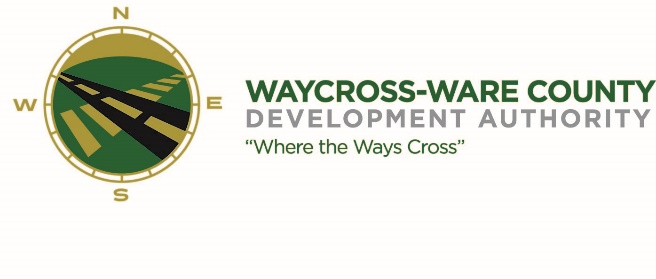 N
W
E
S
WAYCROSS-WARE COUNTY
DEVELOPMENT AUTHORITY
“Where the Ways Cross”